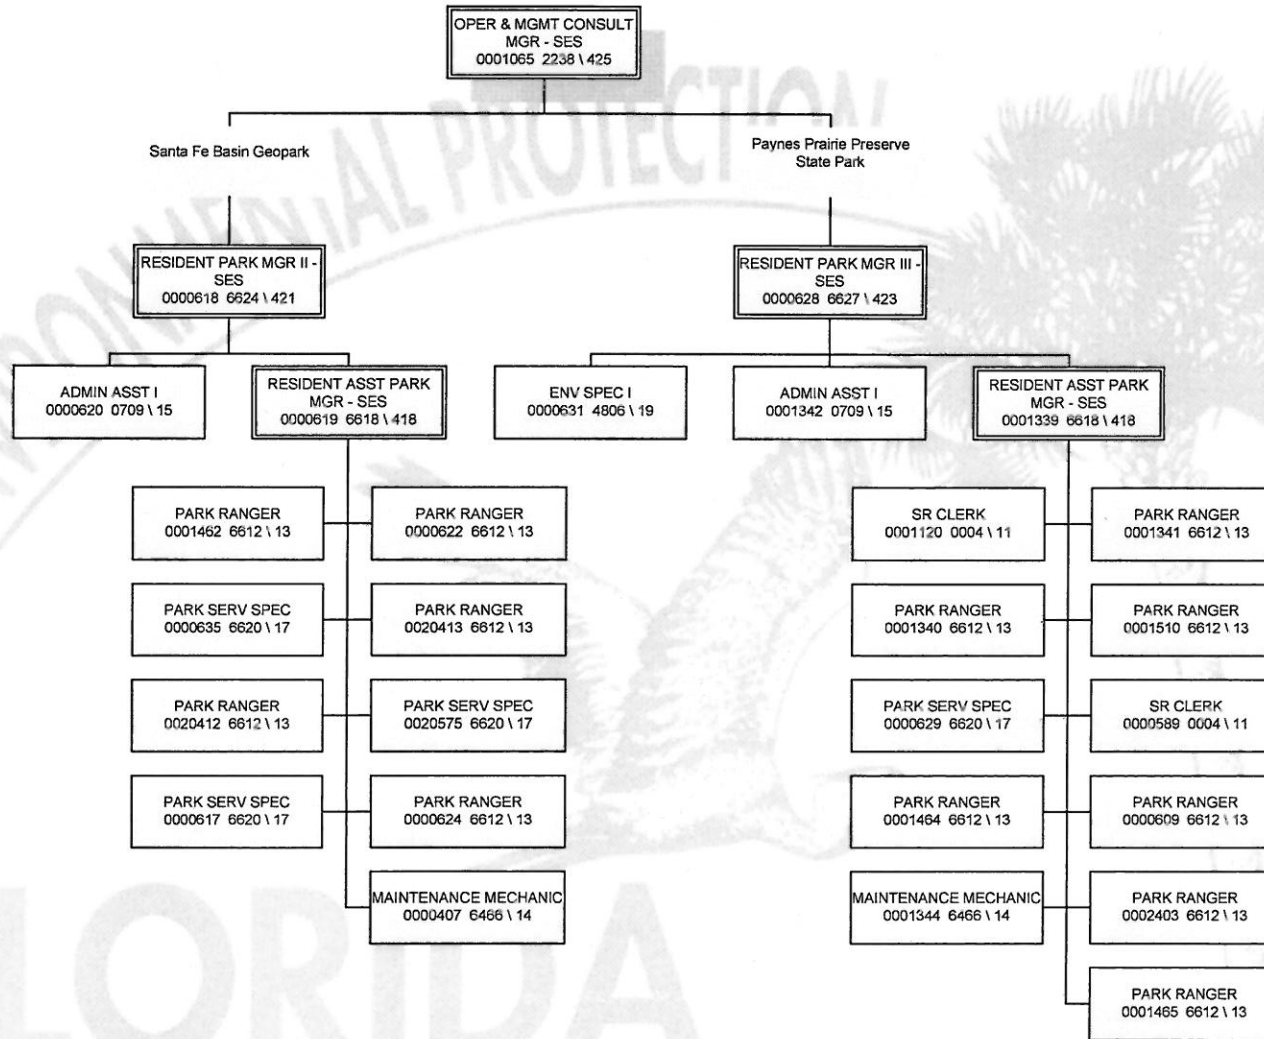 OPER & MGMT CONSULT
MGR - SES
0001065 2238 \ 425
Santa Fe Basin Geopark
Paynes Prairie Preserve
State Park
RESIDENT PARK MGR II -
SES
0000618 6624 \ 421
RESIDENT PARK MGR III -
SES
0000628 6627 \ 423
ADMIN ASST I
0000620 0709 \ 15
RESIDENT ASST PARK
MGR - SES
0000619 6618 \ 418
ENV SPEC I
0000631 4806 \ 19
ADMIN ASST I
0001342 0709 \ 15
RESIDENT ASST PARK
MGR - SES
0001339 6618 \ 418
PARK RANGER
0001462 6612 \ 13
PARK RANGER
0000622 6612 \ 13
PARK SERV SPEC
0000635 6620 \ 17
PARK RANGER
0020413 6612 \ 13
PARK RANGER
0020412 6612 \ 13
PARK SERV SPEC
0020575 6620 \ 17
PARK SERV SPEC
0000617 6620 \ 17
PARK RANGER
0000624 6612 \ 13
MAINTENANCE MECHANIC
0000407 6466 \ 14
SR CLERK
0001120 0004 \ 11
PARK RANGER
0001341 6612 \ 13
PARK RANGER
0001340 6612 \ 13
PARK RANGER
0001510 6612 \ 13
PARK SERV SPEC
0000629 6620 \ 17
SR CLERK
0000589 0004 \ 11
PARK RANGER
0001464 6612 \ 13
PARK RANGER
0000609 6612 \ 13
MAINTENANCE MECHANIC
0001344 6466 \ 14
PARK RANGER
0002403 6612 \ 13
PARK RANGER
0001465 6612 \ 13
VIRONMENTAL PROTECTION
LORIDA